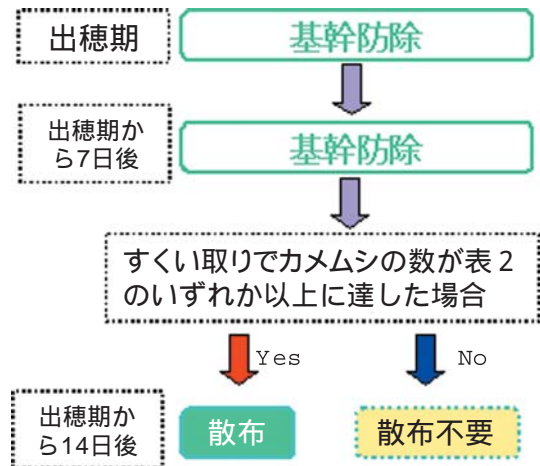 出穂期
基幹防除
出穂期か
ら7日後
基幹防除
すくい取りでカメムシの数が表２
のいずれか以上に達した場合
Yes
No
出穂期か
ら14日後
散布
散布不要